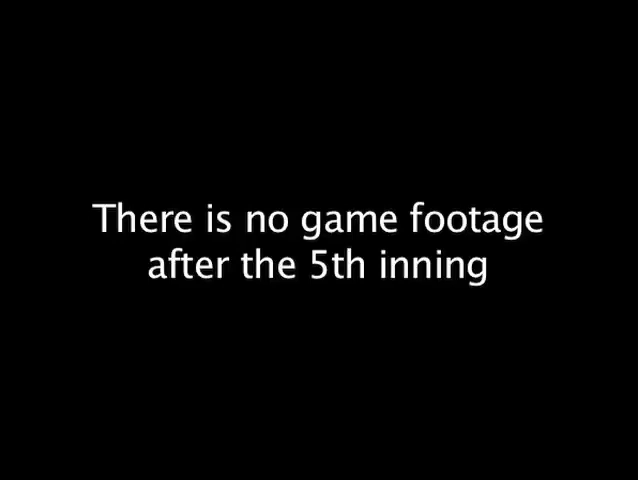 There is no game footage
after the 5th inning